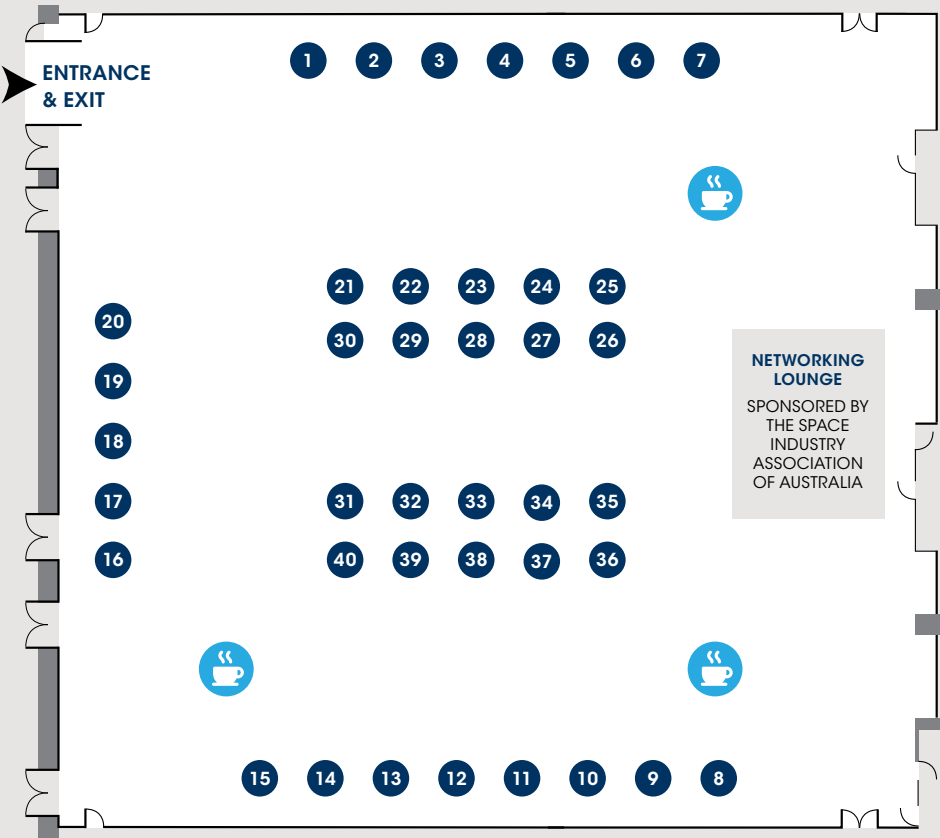 1 2 3 4 5 6 7
ENTRANCE
& EXIT
21 22 23 24 25
20
30 29 28 27 26
19
18
17
16
31 32 33 34 35
40 39 38 37 36
NETWORKING
LOUNGE
SPONSORED BY
THE SPACE
INDUSTRY
ASSOCIATION
OF AUSTRALIA
15 14 13 12 11 10 9 8